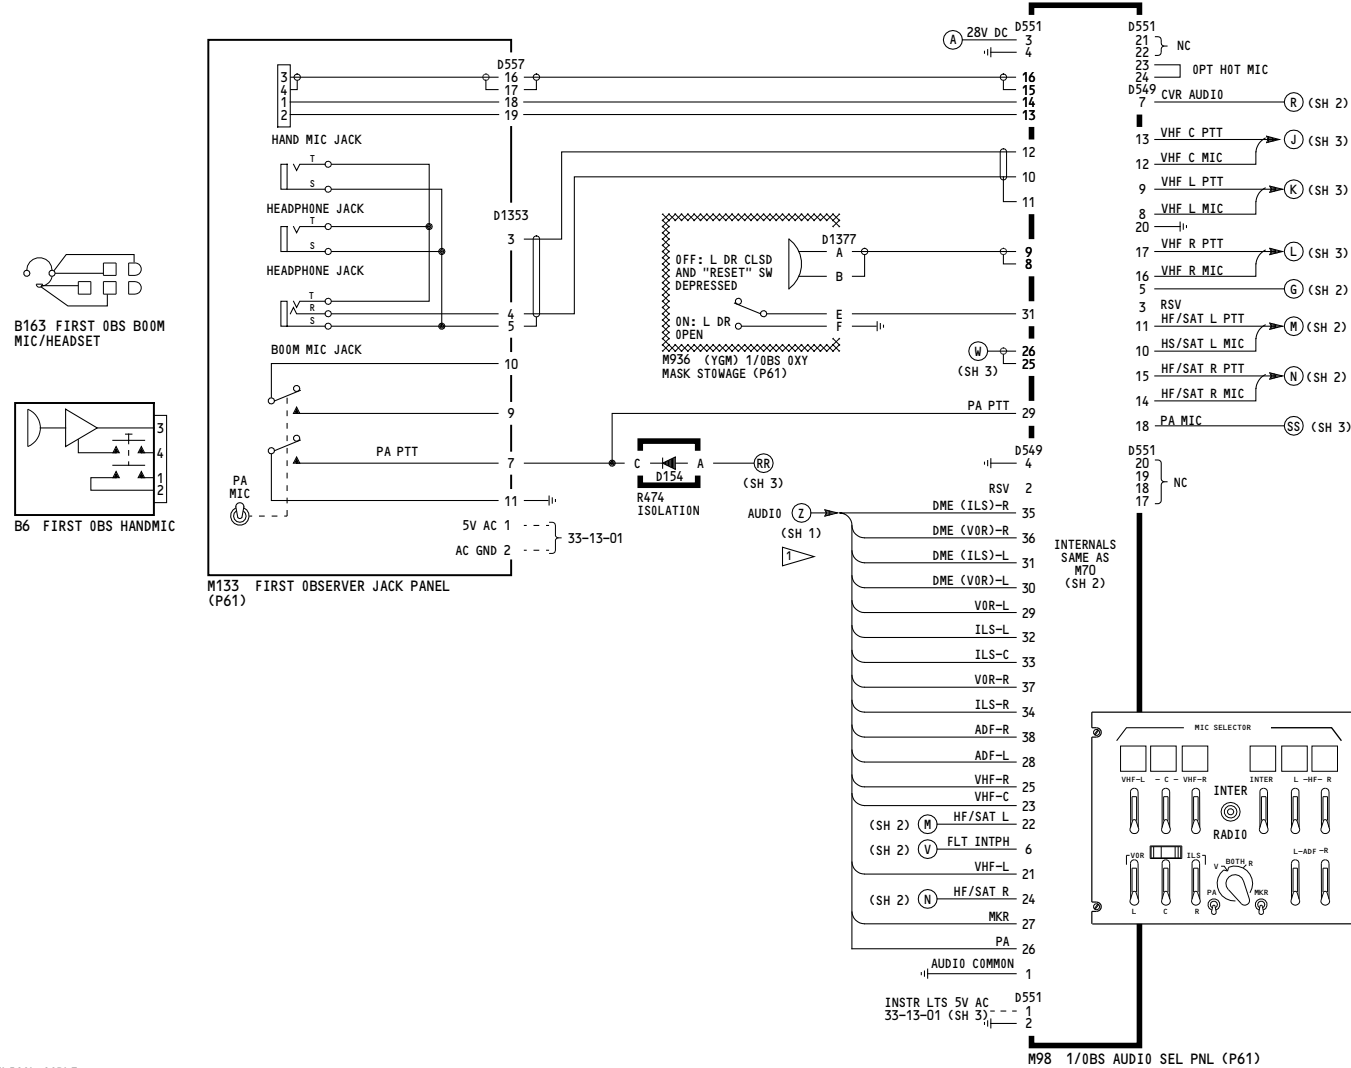 D551
28V DC
A
3
4
D551
21
22
NC
23
24
OPT HOT MIC
D549
7 CVR AUDIO R (SH 2)
13 VHF C PTT
J (SH 3)
12 VHF C MIC
9 VHF L PTT
K (SH 3)
8 VHF L MIC
20
17 VHF R PTT
L (SH 3)
16 VHF R MIC
5 G (SH 2)
3 RSV
11 HF/SAT L PTT
M (SH 2)
10 HS/SAT L MIC
15 HF/SAT R PTT
N (SH 2)
14 HF/SAT R MIC
18 PA MIC SS (SH 3)
D551
20
19
18
17
NC
D557
3 16 16
4 17 15
1 18 14
2 19 13
HAND MIC JACK
T
S
HEADPHONE JACK
T
S
HEADPHONE JACK
T
R
S
BOOM MIC JACK
D1353
3
4
5
10
9
PA PTT
7
11
5V AC 1
AC GND 2
33-13-01
PA
MIC
M133 FIRST OBSERVER JACK PANEL
(P61)
B163 FIRST OBS BOOM
MIC/HEADSET
3
4
1
2
B6 FIRST OBS HANDMIC
12
10
11
D1377
A
B
E
F
OFF: L DR CLSD
AND "RESET" SW
DEPRESSED
ON: L DR
OPEN
M936 (YGM) 1/OBS OXY
MASK STOWAGE (P61)
9
8
31
W
(SH 3)
26
25
PA PTT 29
C A
D154
R474
ISOLATION
RR
(SH 3)
D549
4
RSV 2
AUDIO Z
(SH 1)
1
DME (ILS)-R 35
DME (VOR)-R 36
DME (ILS)-L 31
DME (VOR)-L 30
VOR-L 29
ILS-L 32
ILS-C 33
VOR-R 37
ILS-R 34
ADF-R 38
ADF-L 28
VHF-R 25
VHF-C 23
(SH 2) M HF/SAT L 22
(SH 2) V FLT INTPH 6
VHF-L 21
(SH 2) N HF/SAT R 24
MKR 27
PA 26
AUDIO COMMON 1
INSTR LTS 5V AC
33-13-01 (SH 3)
D551
1
2
INTERNALS
SAME AS
M70
(SH 2)
MIC SELECTOR
VHF-L - C - VHF-R INTER L -HF- R
INTER
RADIO
VOR ILS L-ADF-R
V BOTH R
PA MKR
L C R
M98 1/OBS AUDIO SEL PNL (P61)